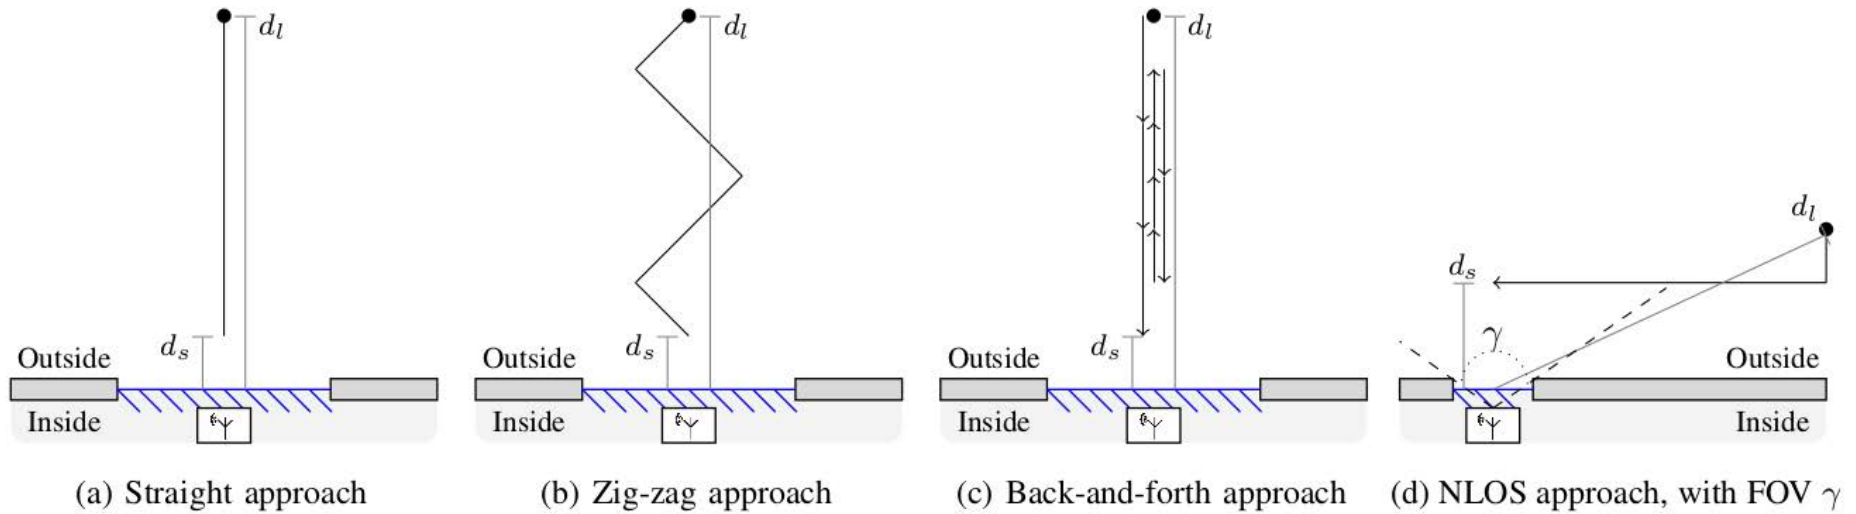 d_l
d_s
Outside
Inside
(a) Straight approach
d_l
d_s
Outside
Inside
(b) Zig-zag approach
d_l
d_s
Outside
Inside
(c) Back-and-forth approach
d_l
d_s
γ
Outside
Inside
(d) NLOS approach, with FOV γ